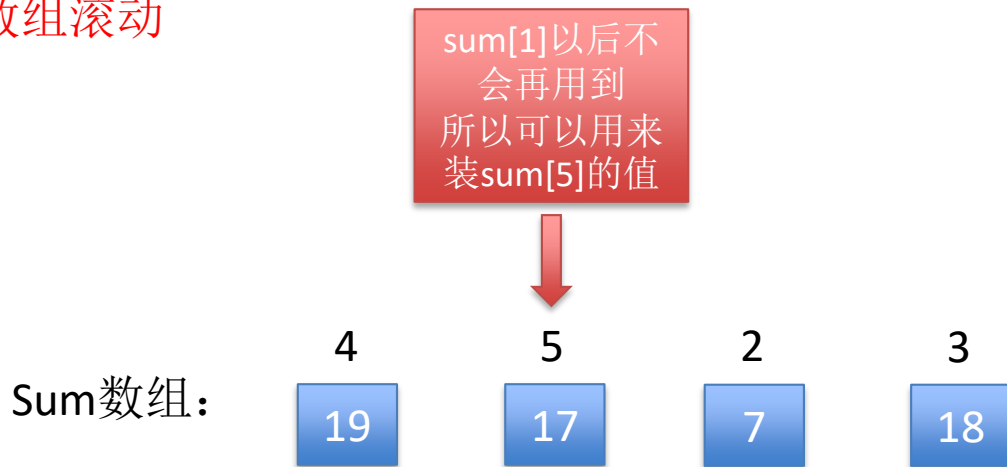 数组滚动
sum[1]以后不
会再用到
所以可以用来
装sum[5]的值
4 5 2 3
Sum数组：
19 17 7 18